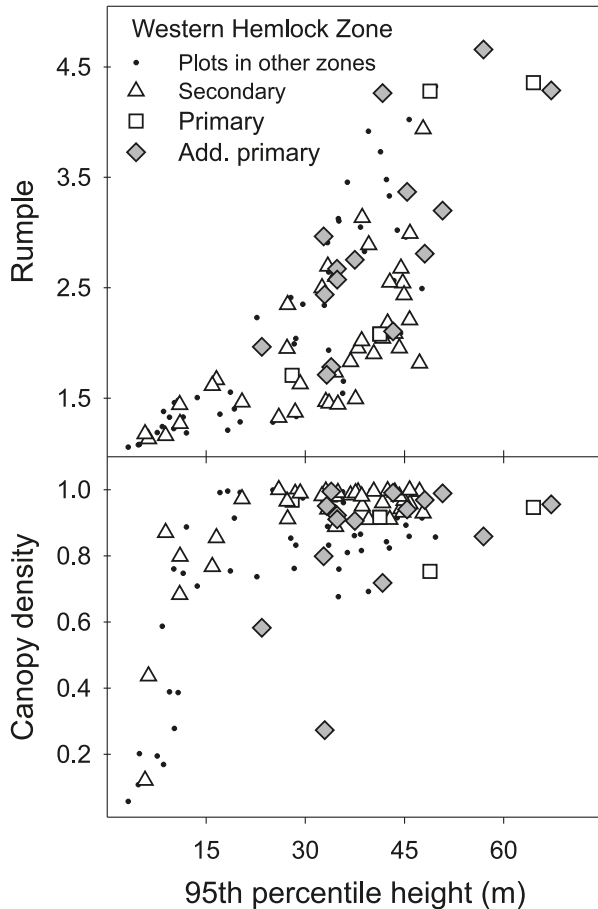 Western Hemlock Zone
Plots in other zones
Secondary
Primary
Add. primary
4.5
3.5
2.5
1.5
Rumple
1.0
0.8
0.6
0.4
0.2
Canopy density
15
30
45
60
95th percentile height (m)